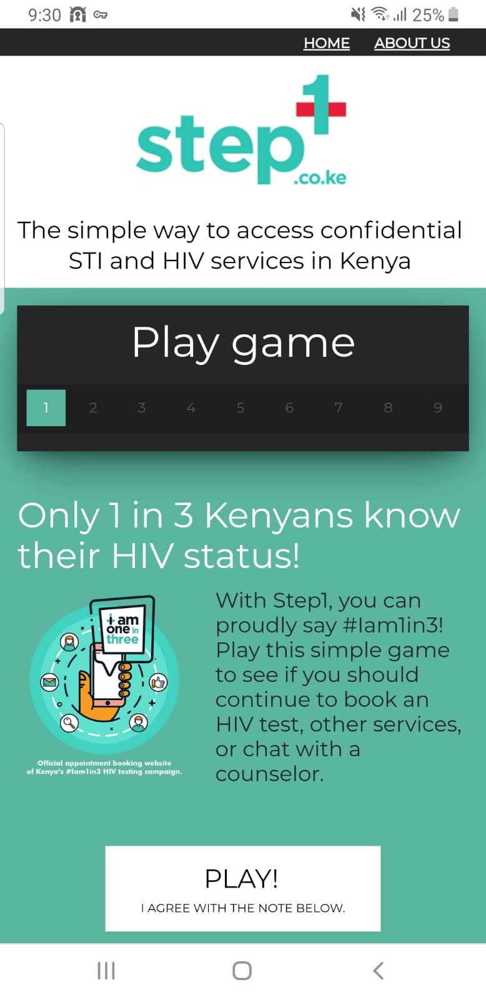 9:30
25%
HOME ABOUT US
step1
.co.ke
The simple way to access confidential
STI and HIV services in Kenya
Play game
1 2 3 4 5 6 7 8 9
Only 1 in 3 Kenyans know
their HIV status!
i am
one in
three
Official appointment booking website
of Kenya's #Iam1in3 HIV testing campaign.
With Step1, you can
proudly say #Iam1in3!
Play this simple game
to see if you should
continue to book an
HIV test, other services,
or chat with a
counselor.
PLAY!
I AGREE WITH THE NOTE BELOW.